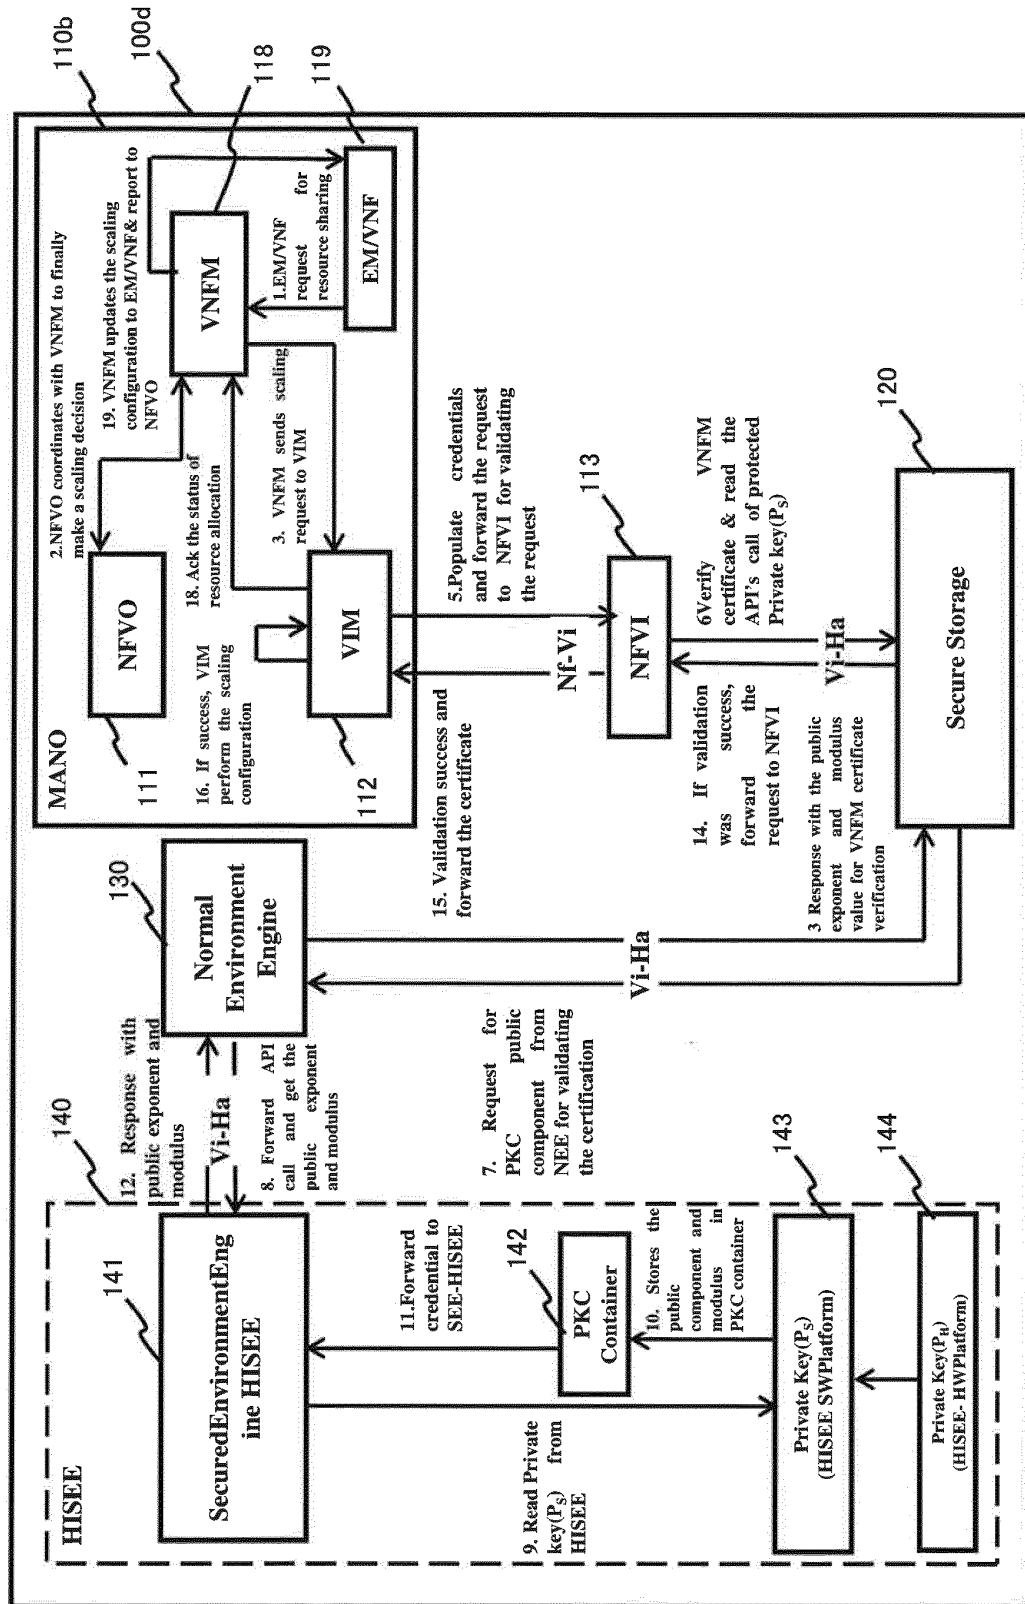 110b
100d
118
119
MANO
2.NFVO coordinates with VNFM to finally
make a scaling decision
19. VNFM updates the scaling
configuration to EM/VNF& report to
NFVO
NFVO
111
VNFM
18. Ack the status of
resource allocation
1.EM/VNF
request for
resource sharing
EM/VNF
3. VNFM sends scaling
request to VIM
16. If success, VIM
perform the scaling
configuration
VIM
112
15. Validation success and
forward the certificate
5.Populate credentials
and forward the request
to NFVI for validating
the request
Nf-Vi
113
NFVI
14. If validation
was success,
forward the
request to NFVI
6Verify VNFM
certificate & read the
API's call of protected
Private key(PS)
Vi-Ha
120
Secure Storage
3 Response with the public
exponent and modulus
value for VNFM certificate
verification
130
Normal
Environment
Engine
Vi-Ha
7. Request for
PKC public
component from
NEE for validating
the certification
12. Response with
public exponent and
modulus
Vi-Ha
8. Forward API
call and get the
public exponent
and modulus
140
HISEE
141
SecuredEnvironmentEng
ine HISEE
11.Forward
credential to
SEE-HISEE
142
PKC
Container
9. Read Private
key(PS) from
HISEE
10. Stores the
public
component and
modulus in
PKC container
143
Private Key(PS)
(HISEE SWPlatform)
144
Private Key(PH)
(HISEE- HWPlatform)